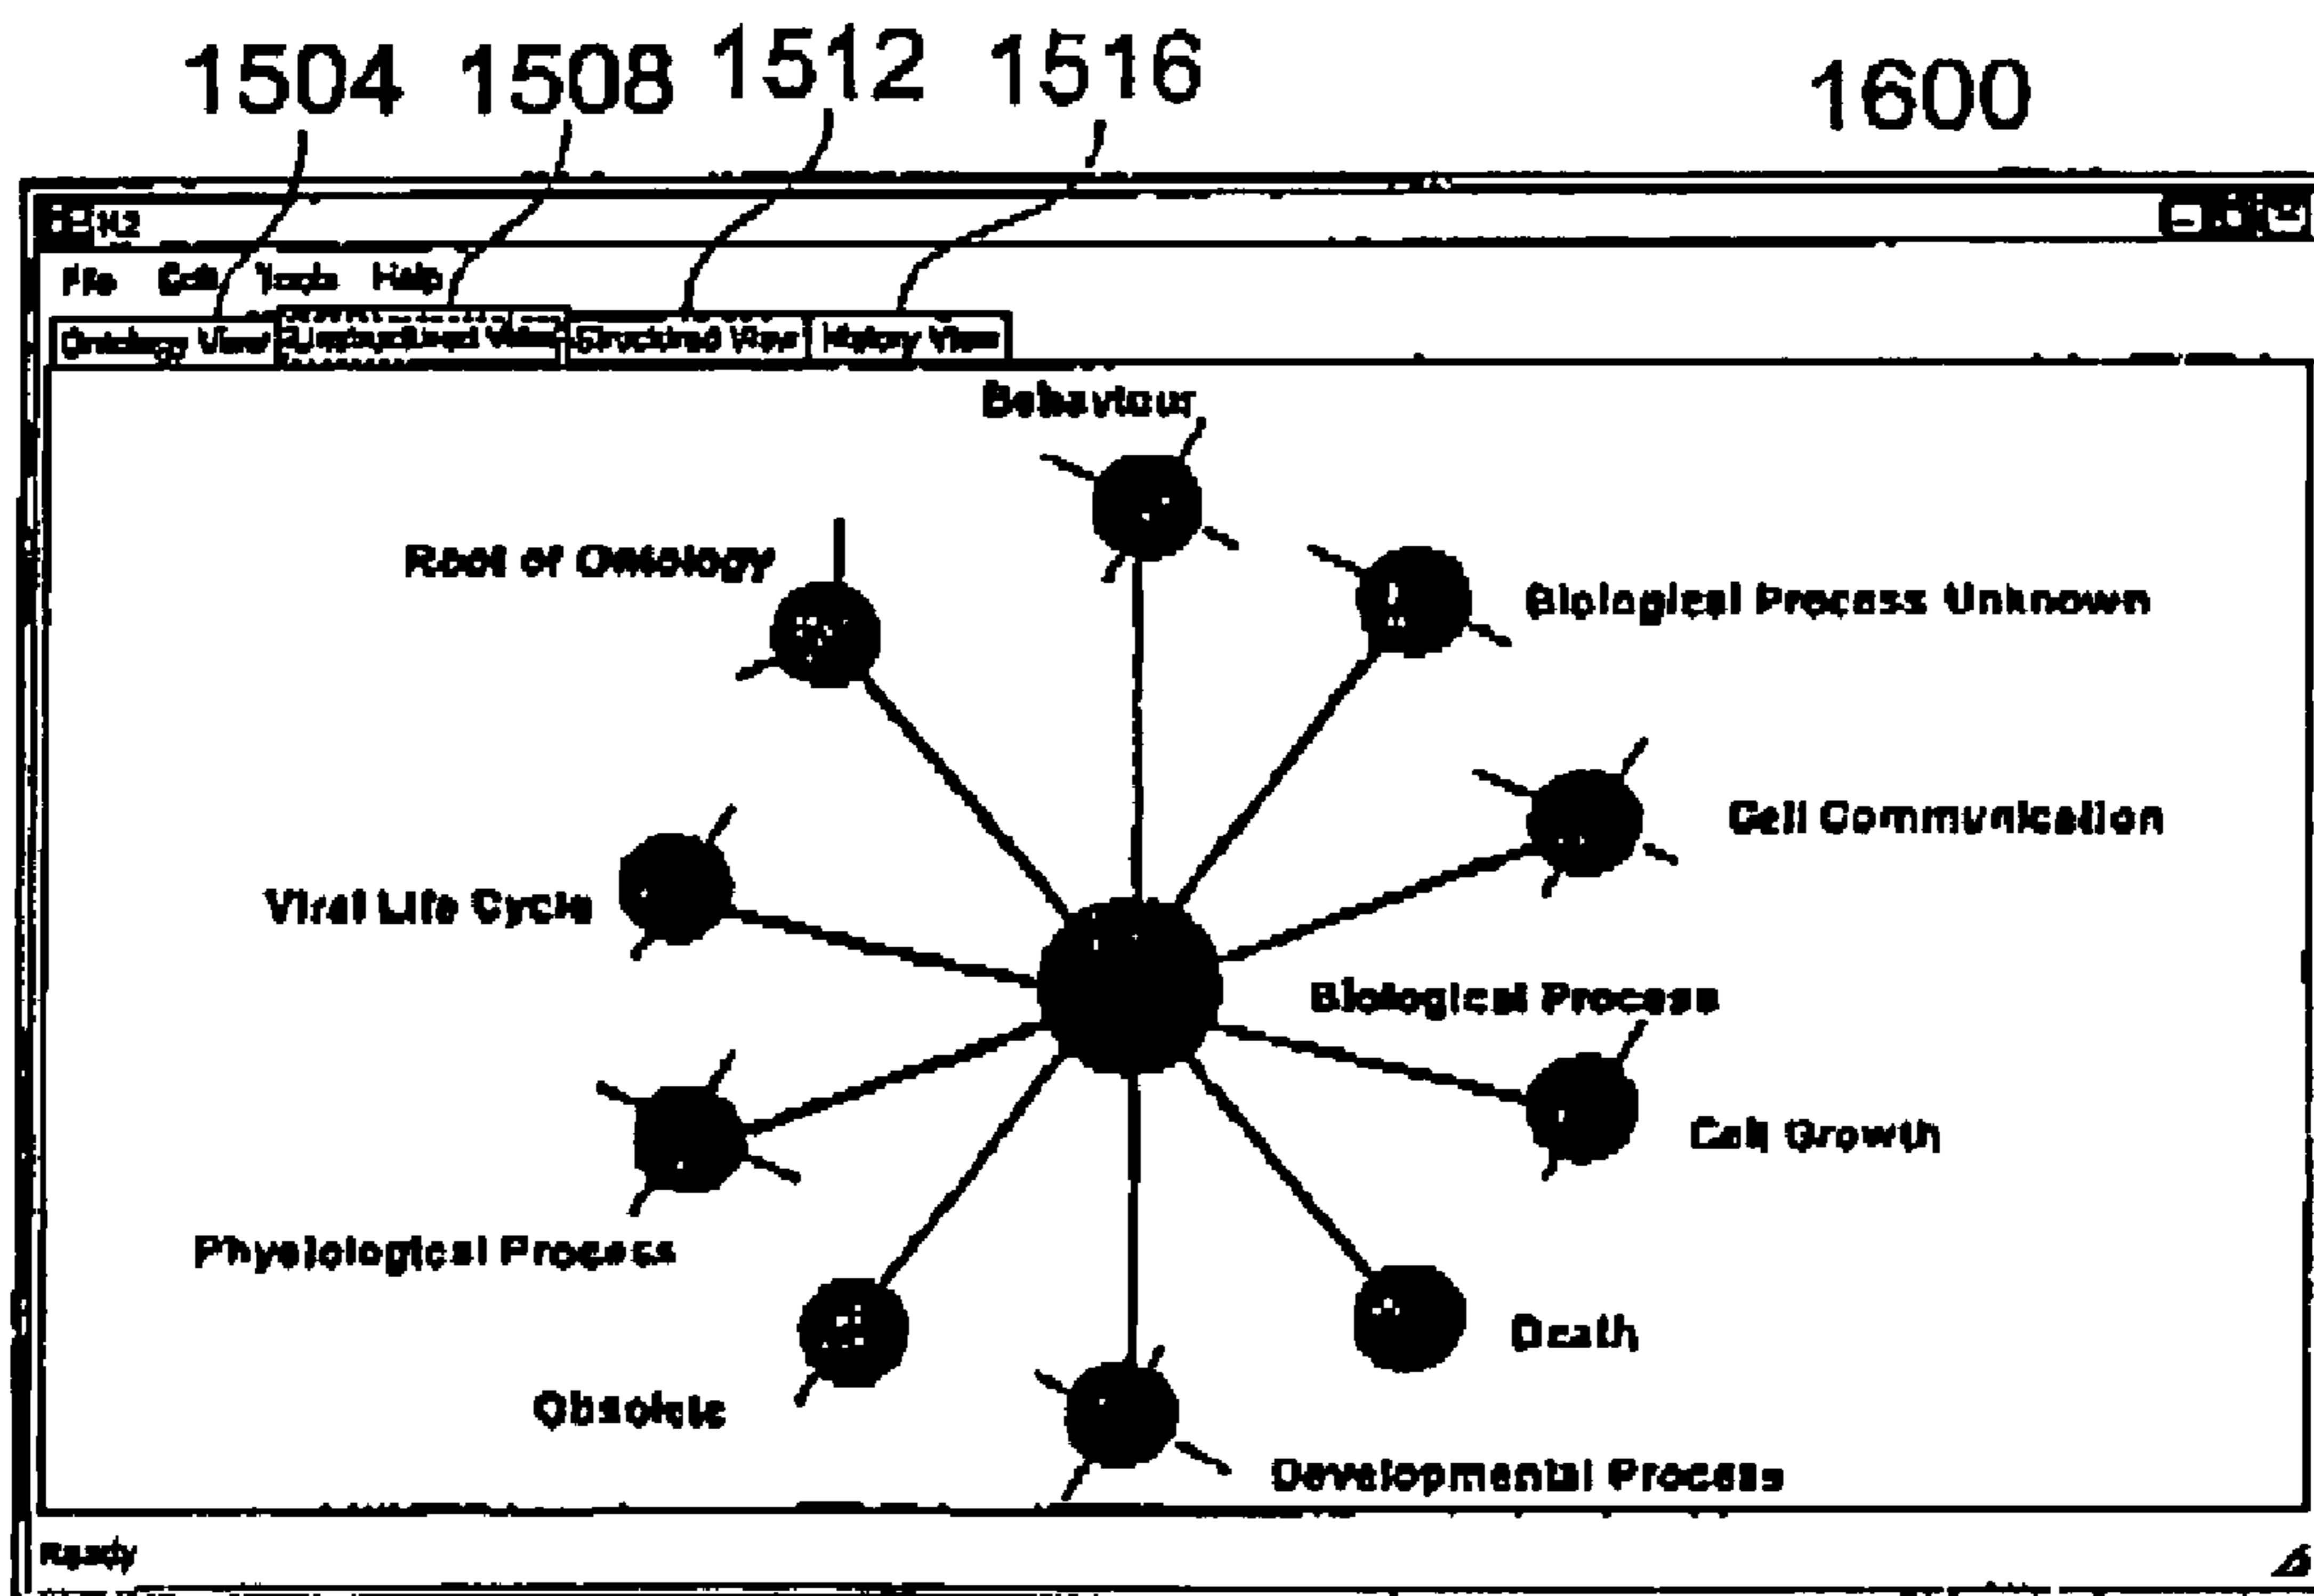 1504 1508 1512 1516 1600
N2
File Edit Tools Help
Ontology View Unstructured View Structured View History View
Behaviour
Root of Ontology
Biological Process Unknown
Cell Communication
Viral Life Cycle
Biological Process
Cell Growth
Physiological Process
Death
Obsolete
Developmental Process
Ready